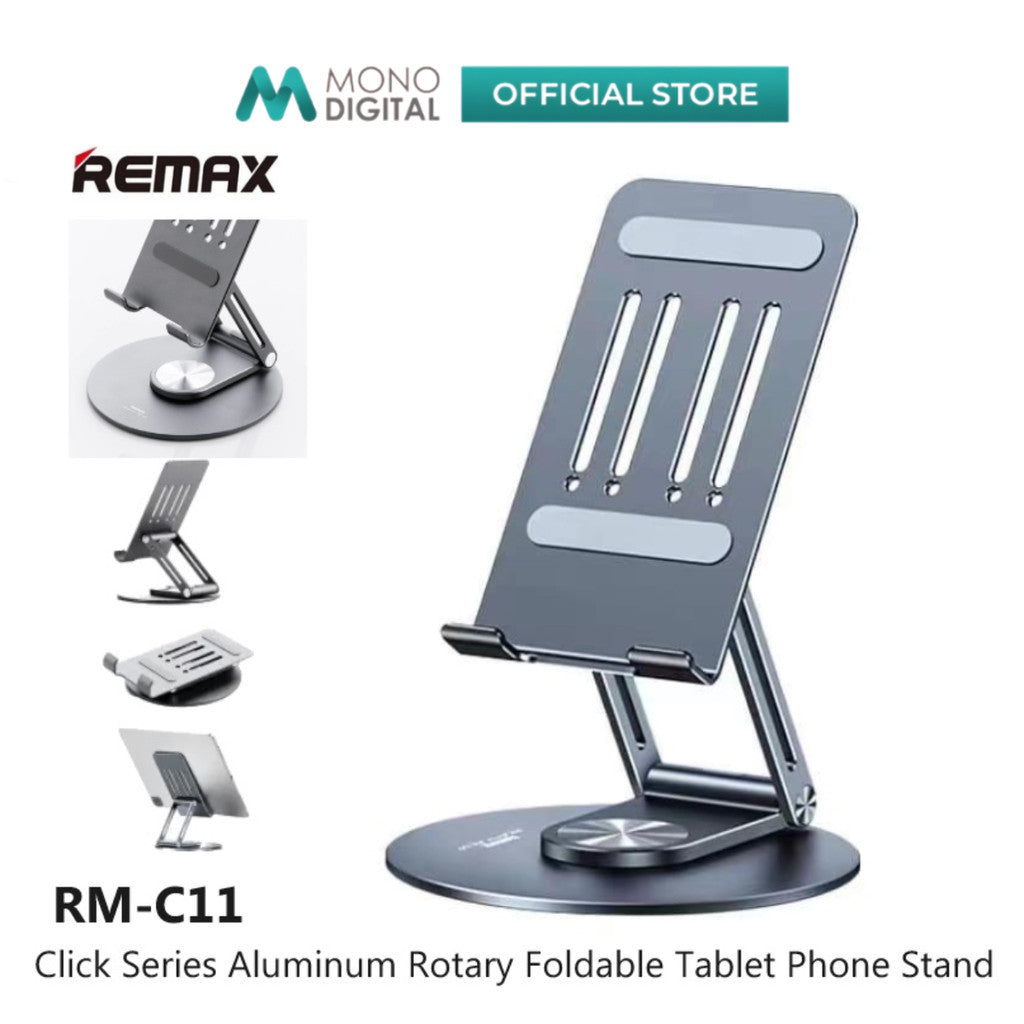 MONO
DIGITAL
OFFICIAL STORE
REMAX
RM-C11
Click Series Aluminum Rotary Foldable Tablet Phone Stand